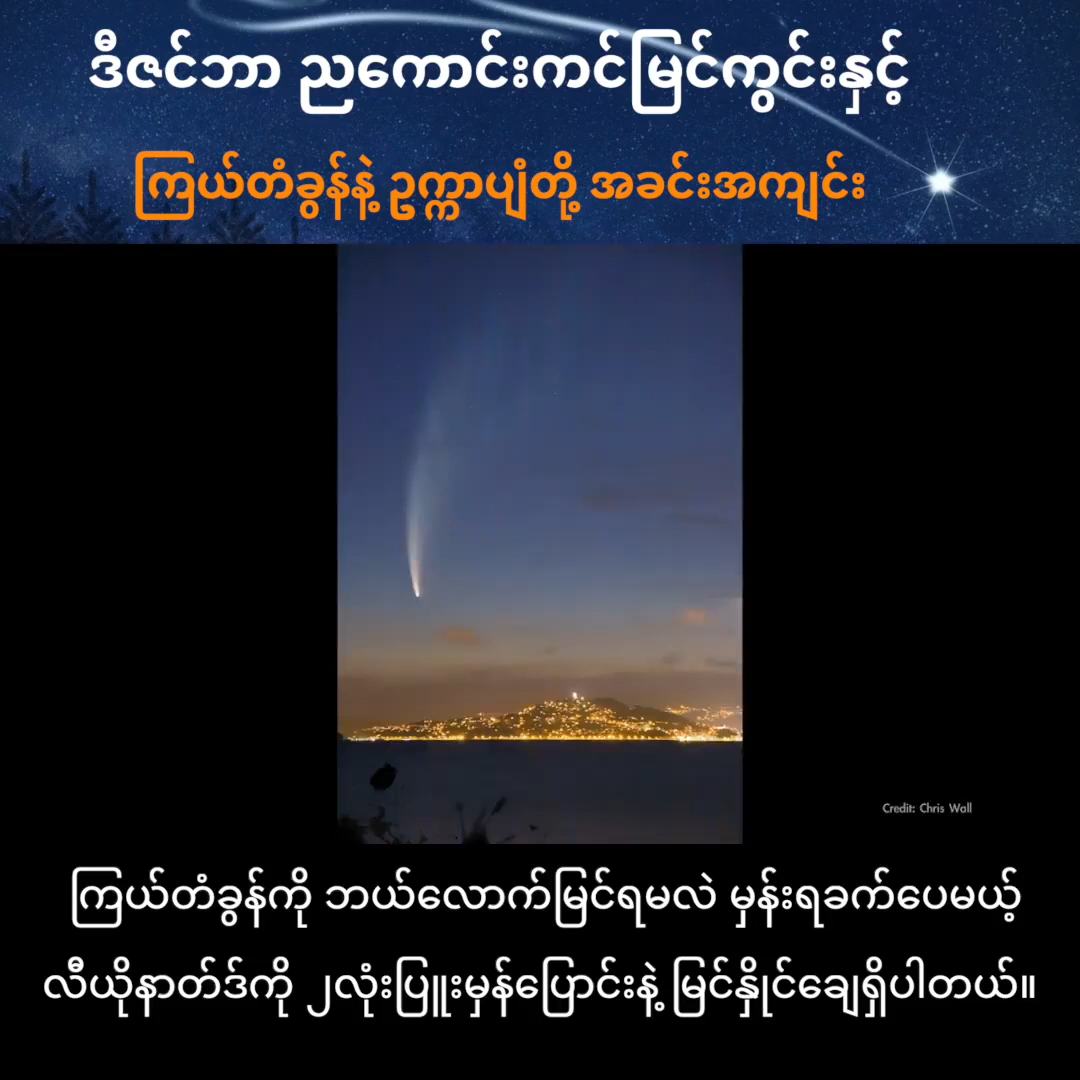 ဒီဇင်ဘာ ညကောင်းကင်မြင်ကွင်းနှင့်
ကြယ်တံခွန်နဲ့ ဥက္ကာပျံတို့ အခင်းအကျင်း
Credit: Chris Wall
ကြယ်တံခွန်ကို ဘယ်လောက်မြင်ရမလဲ မှန်းရခက်ပေမယ့်
လီယိုနာတ်ဒ်ကို ၂လုံးပြူးမှန်ပြောင်းနဲ့ မြင်နှိုင်ချေရှိပါတယ်။